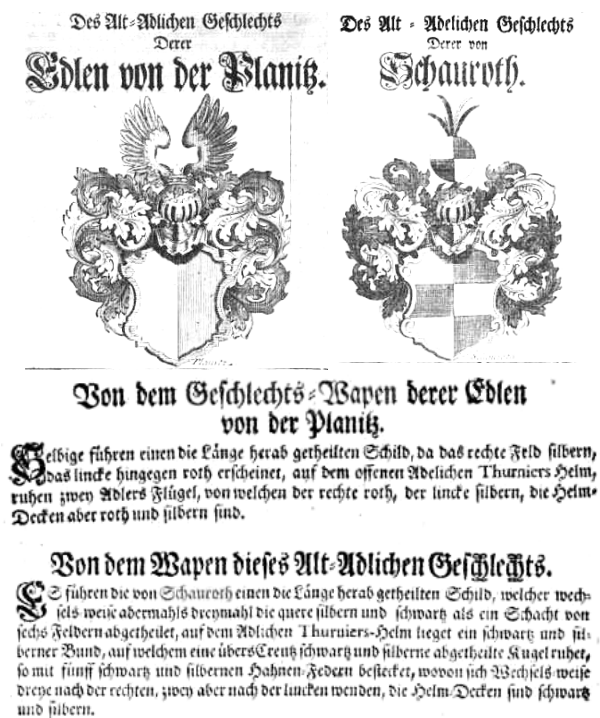 Des Alt-Adlichen Geschlechts
Derer
Edlen von der Planitz.
Des Alt - Adelichen Geschlechts
Derer von
Schauroth.
Von dem Geschlechts-Wapen derer Edlen
von der Planitz.
Selbige führen einen die Länge herab getheilten Schild, da das rechte Feld silbern,
das lincke hingegen roth erscheinet, auf dem offenen Adelichen Thurniers Helm,
ruhen zwey Adlers Flügel, von welchen der rechte roth, der lincke silbern, die Helm-
Decken aber roth und silbern sind.
Von dem Wapen dieses Alt-Adlichen Geschlechts.
ES führen die von Schauroth einen die Länge herab getheilten Schild, welcher wech-
sels-weise abermahls dreymahl die quere silbern und schwartz als ein Schacht von
sechs Feldern abgetheilet, auf dem Adlichen Thurniers-Helm lieget ein schwartz und sil-
berner Bund, auf welchem eine übers Creutz schwartz und silberne abgetheilte Kugel ruhet,
so mit fünff schwartz und silbernen Hahnen-Federn bestecket, wovon sich Wechsels-weise
dreye nach der rechten, zwey aber nach der lincken wenden, die Helm-Decken sind schwartz
und silbern.